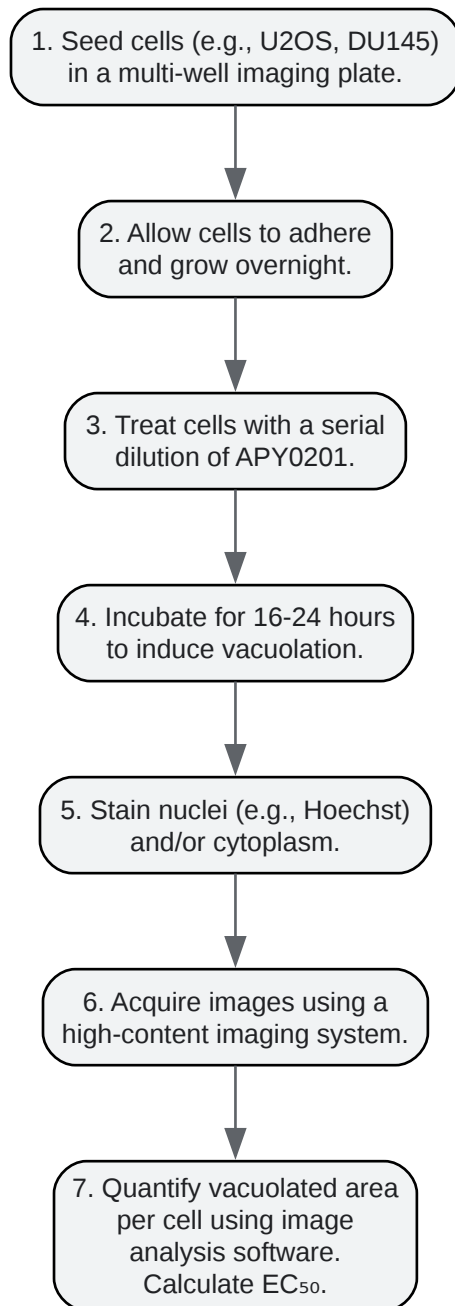 1. Seed cells (e.g., U2OS, DU145)
in a multi-well imaging plate.
2. Allow cells to adhere
and grow overnight.
3. Treat cells with a serial
dilution of APY0201.
4. Incubate for 16-24 hours
to induce vacuolation.
5. Stain nuclei (e.g., Hoechst)
and/or cytoplasm.
6. Acquire images using a
high-content imaging system.
7. Quantify vacuolated area
per cell using image
analysis software.
Calculate EC₅₀.